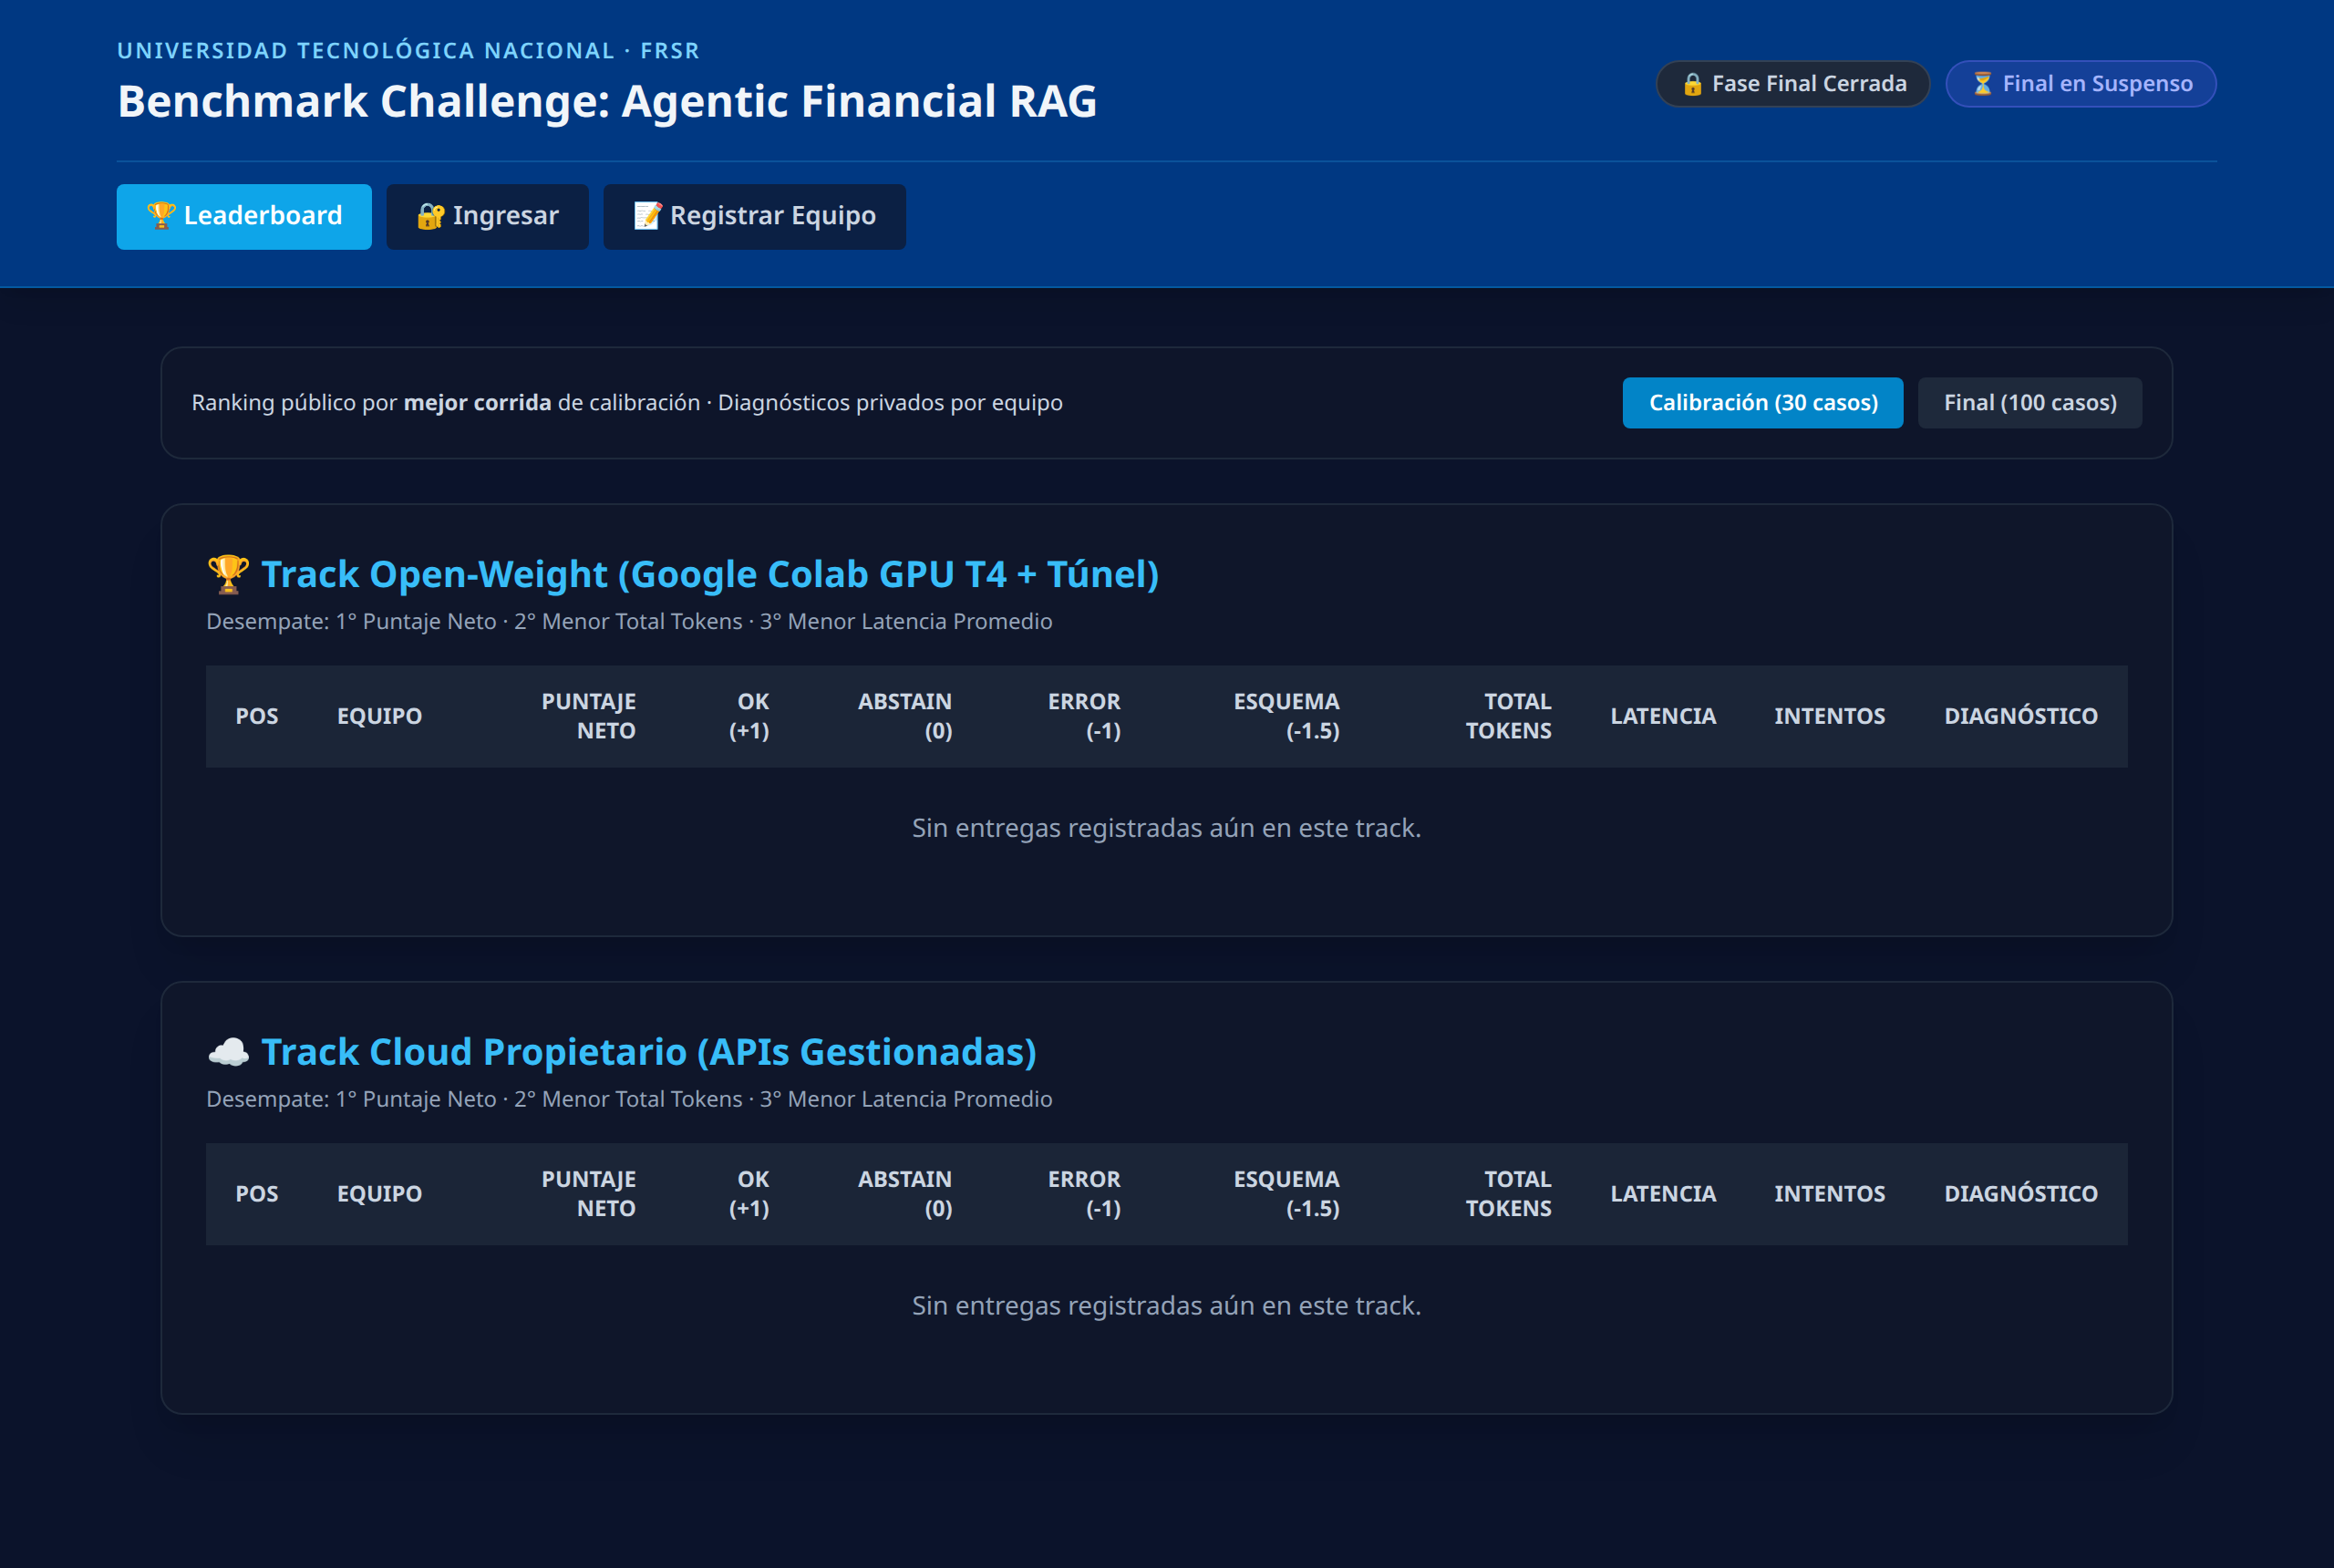 UNIVERSIDAD TECNOLÓGICA NACIONAL · FRSR
Benchmark Challenge: Agentic Financial RAG
🔒 Fase Final Cerrada
⏳ Final en Suspenso
🏆 Leaderboard
🔐 Ingresar
📝 Registrar Equipo
Ranking público por mejor corrida de calibración · Diagnósticos privados por equipo
Calibración (30 casos)
Final (100 casos)
🏆 Track Open-Weight (Google Colab GPU T4 + Túnel)
Desempate: 1° Puntaje Neto · 2° Menor Total Tokens · 3° Menor Latencia Promedio
POS EQUIPO PUNTAJE NETO OK (+1) ABSTAIN (0) ERROR (-1) ESQUEMA (-1.5) TOTAL TOKENS LATENCIA INTENTOS DIAGNÓSTICO
Sin entregas registradas aún en este track.
☁️ Track Cloud Propietario (APIs Gestionadas)
Desempate: 1° Puntaje Neto · 2° Menor Total Tokens · 3° Menor Latencia Promedio
POS EQUIPO PUNTAJE NETO OK (+1) ABSTAIN (0) ERROR (-1) ESQUEMA (-1.5) TOTAL TOKENS LATENCIA INTENTOS DIAGNÓSTICO
Sin entregas registradas aún en este track.